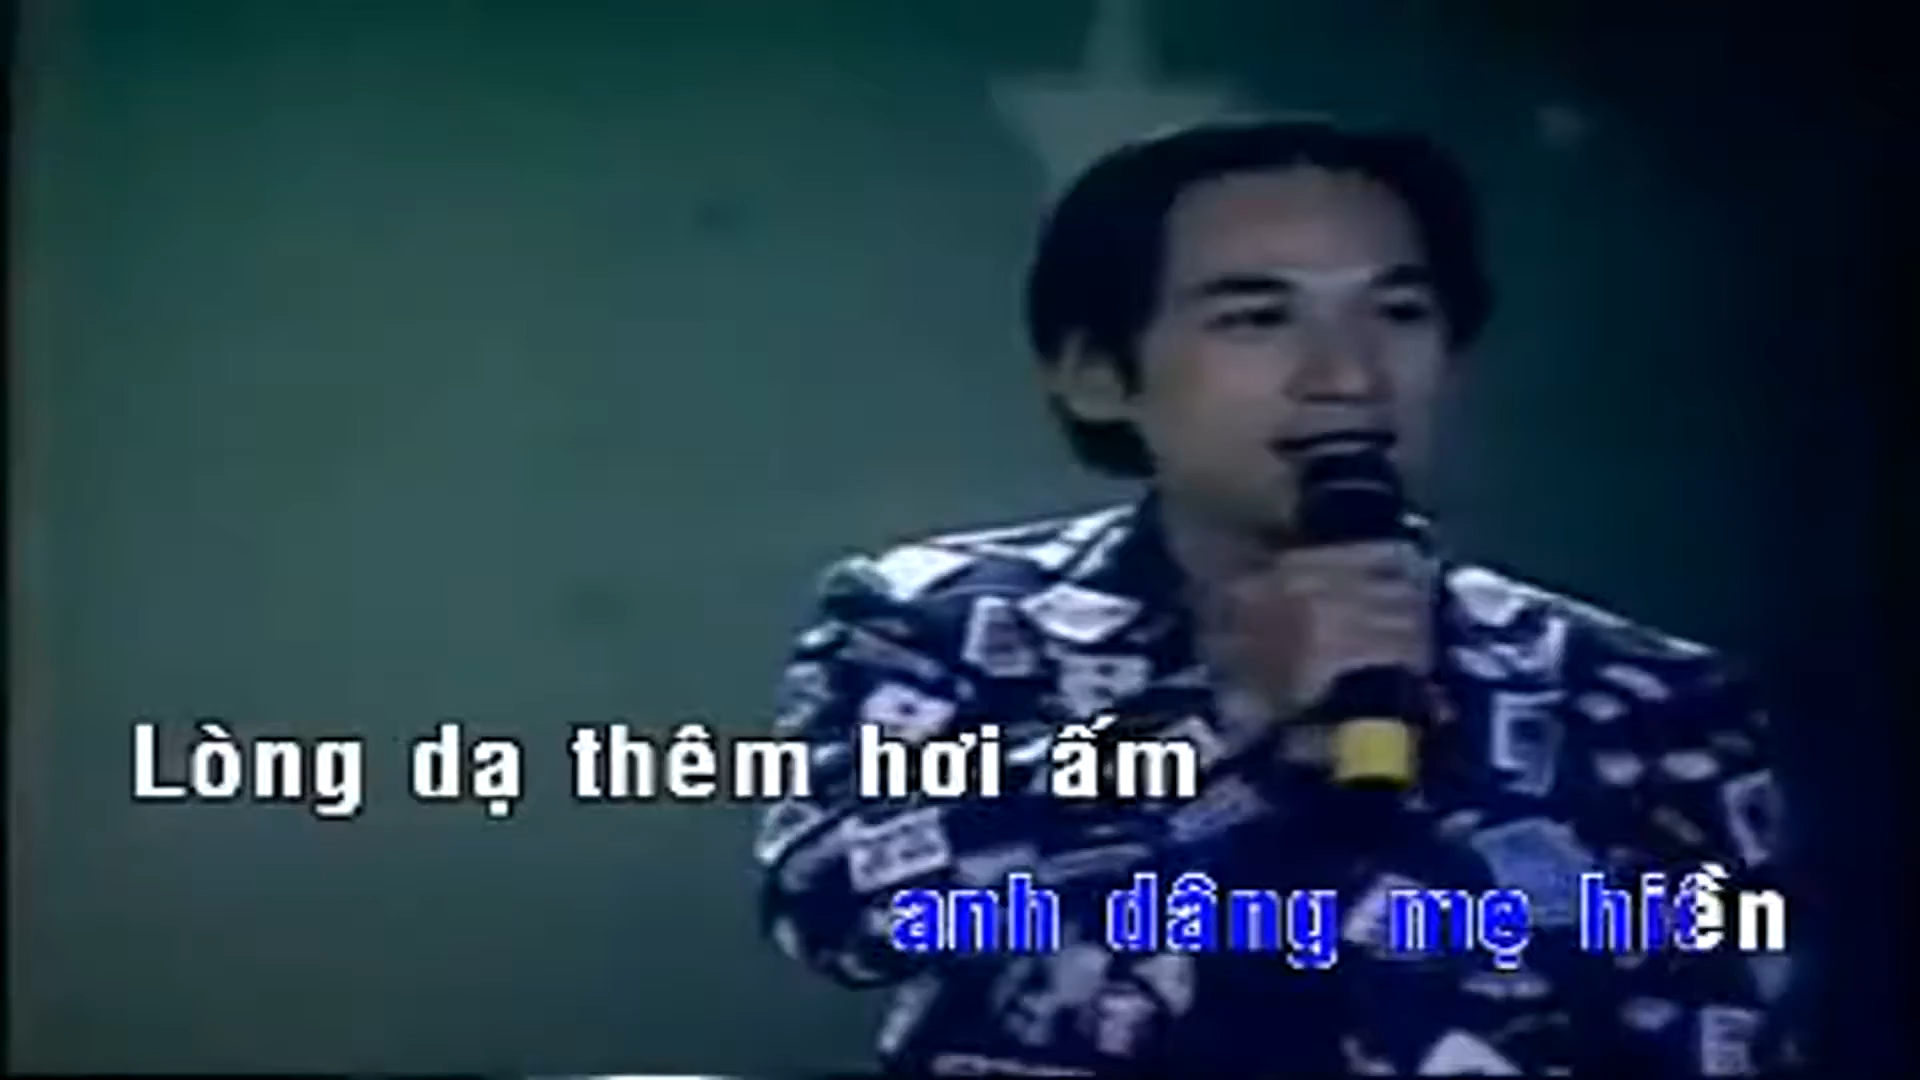 Lòng dạ thêm hơi ấm
anh dâng mẹ hiền